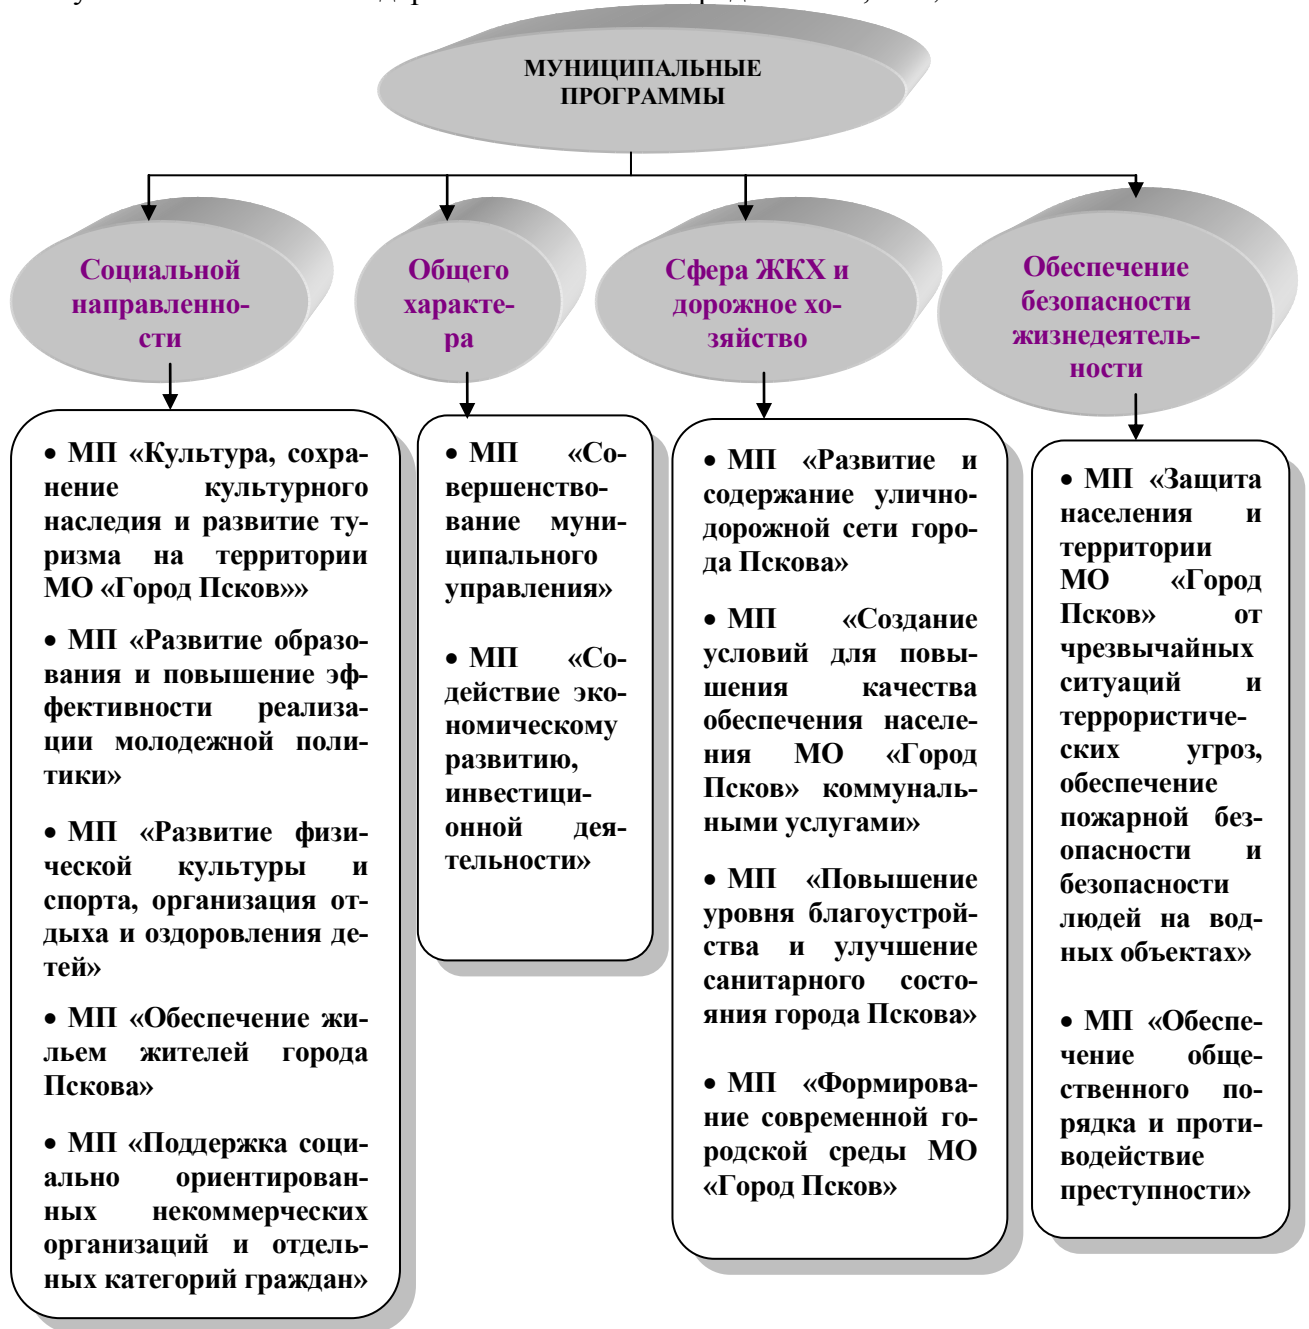 МУНИЦИПАЛЬНЫЕ
ПРОГРАММЫ
Социальной
направленно-
сти
Общего
характе-
ра
Сфера ЖКХ и
дорожное хо-
зяйство
Обеспечение
безопасности
жизнедеятель-
ности
• МП «Культура, сохра-
нение культурного
наследия и развитие ту-
ризма на территории
МО «Город Псков»»
• МП «Развитие образо-
вания и повышение эф-
фективности реализа-
ции молодежной поли-
тики»
• МП «Развитие физи-
ческой культуры и
спорта, организация от-
дыха и оздоровления де-
тей»
• МП «Обеспечение жи-
льем жителей города
Пскова»
• МП «Поддержка соци-
ально ориентирован-
ных некоммерческих
организаций и отдель-
ных категорий граждан»
• МП «Со-
вершенство-
вание муни-
ципального
управления»
• МП «Со-
действие эко-
номическому
развитию,
инвестици-
онной дея-
тельности»
• МП «Развитие и
содержание улично-
дорожной сети горо-
да Пскова»
• МП «Создание
условий для повы-
шения качества
обеспечения населе-
ния МО «Город
Псков» коммуналь-
ными услугами»
• МП «Повышение
уровня благоустрой-
ства и улучшение
санитарного состо-
яния города Пскова»
• МП «Формирова-
ние современной го-
родской среды МО
«Город Псков»
• МП «Защита
населения и
территории
МО «Город
Псков» от
чрезвычайных
ситуаций и
террористиче-
ских угроз,
обеспечение
пожарной без-
опасности и
безопасности
людей на вод-
ных объектах»
• МП «Обеспе-
чение обще-
ственного по-
рядка и проти-
водействие
преступности»